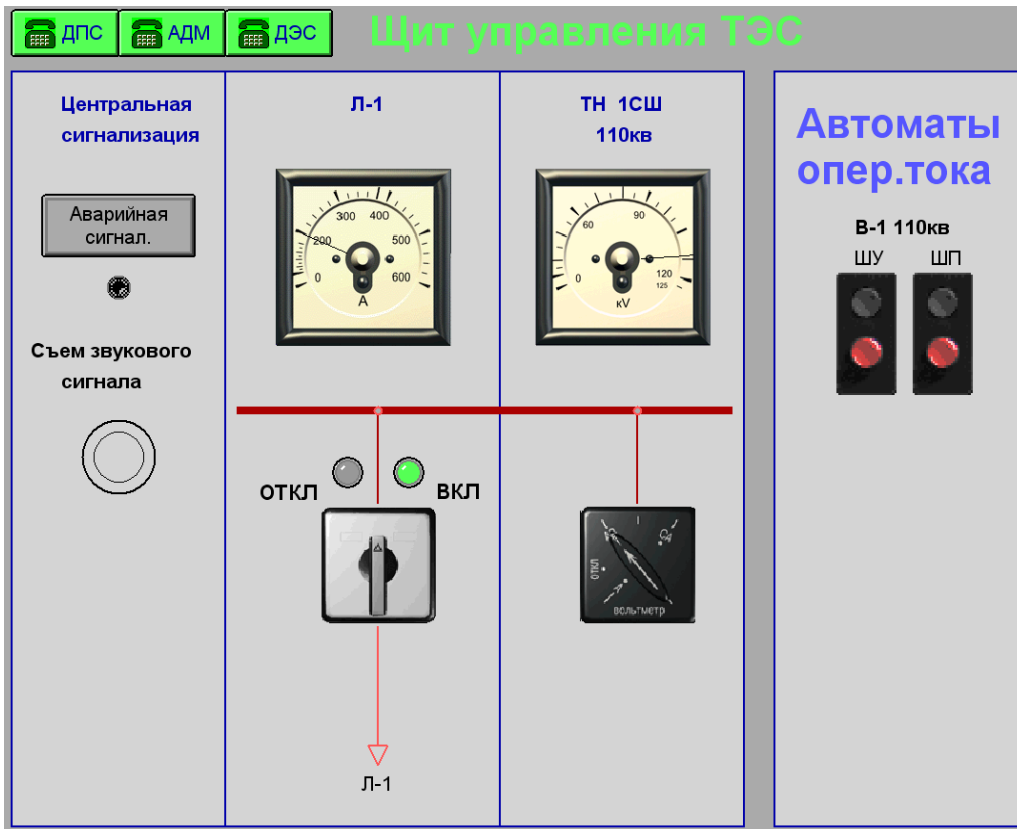 ДПС АДМ ДЭС Щит управления ТЭС
Центральная
сигнализация
Аварийная
сигнал.
Съем звукового
сигнала
Л-1
0 200 300 400 500 600
А
ОТКЛ ВКЛ
Л-1
ТН 1СШ
110кв
0 60 90 120 125
кV
ОТКЛ
вольтметр
Автоматы
опер.тока
В-1 110кв
ШУ ШП